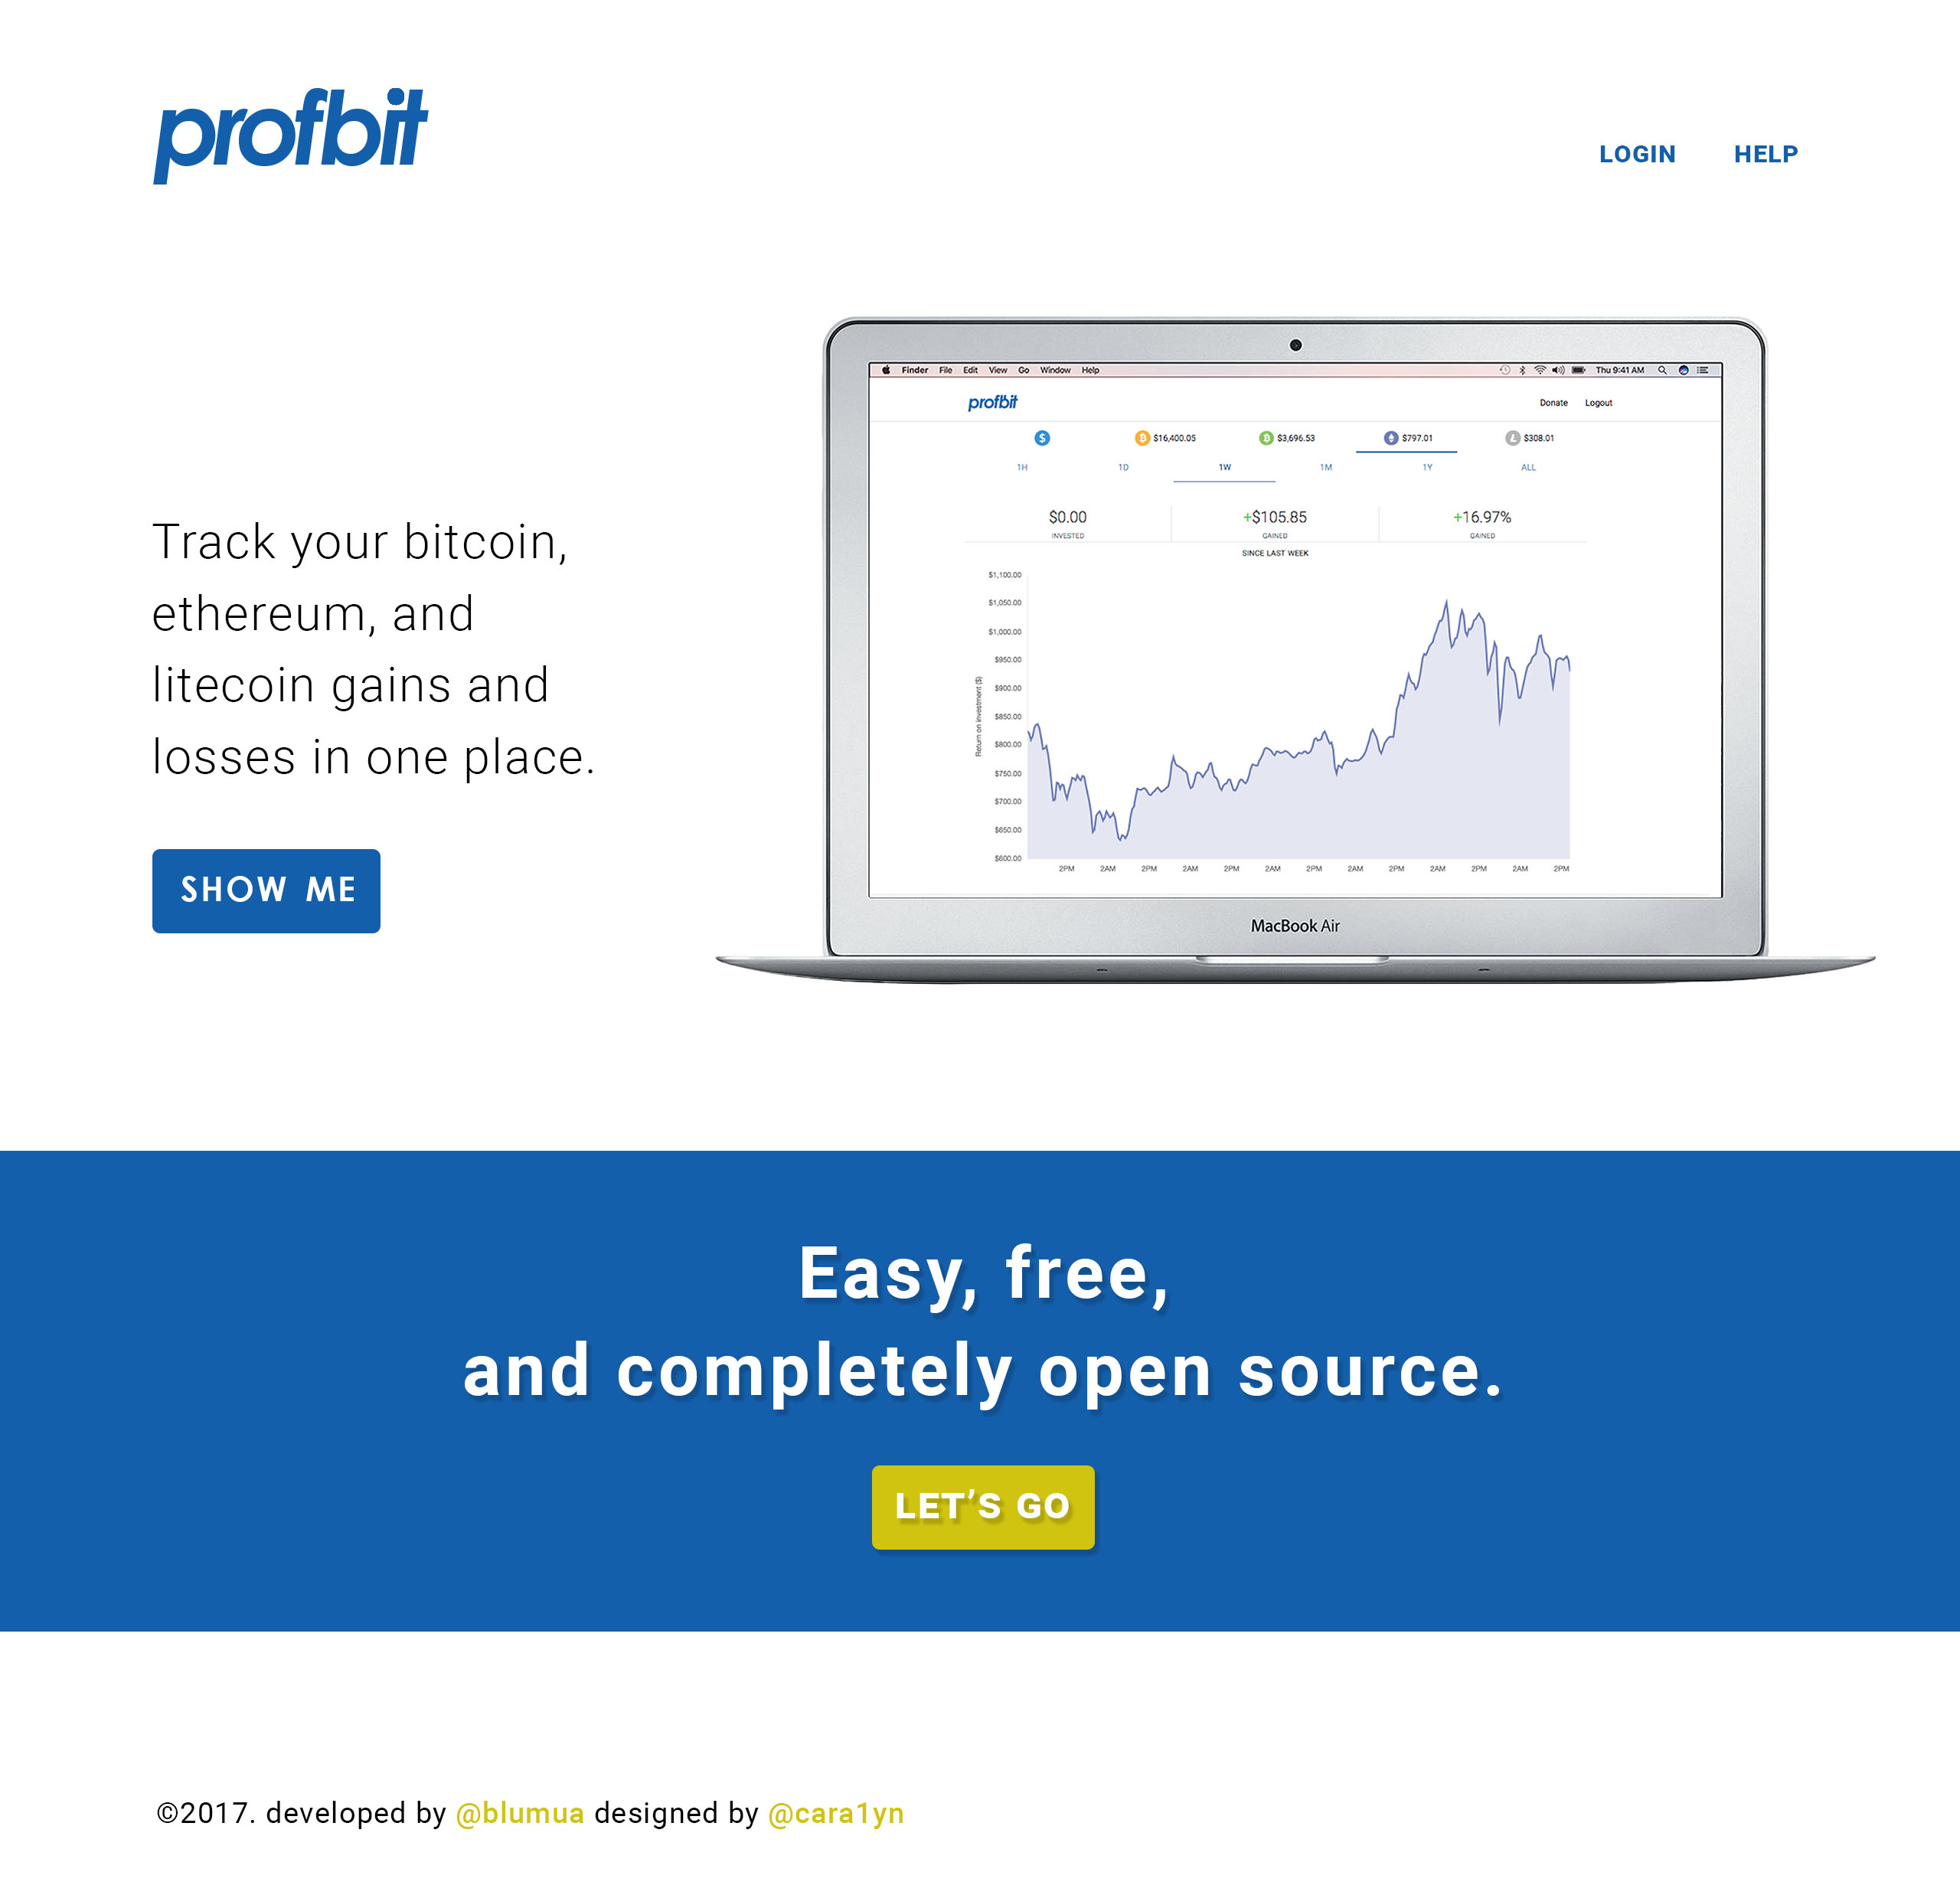 profbit
LOGIN HELP
Finder File Edit View Go Window Help Thu 9:41 AM
profbit Donate Logout
$16,400.05 $3,696.53 $797.01 $308.01
1H 1D 1W 1M 1Y ALL
$0.00 +$105.85 +16.97%
INVESTED GAINED GAINED
SINCE LAST WEEK
Return on investment ($)
$1,100.00
$1,050.00
$1,000.00
$950.00
$900.00
$850.00
$800.00
$750.00
$700.00
$650.00
$600.00
2PM 2AM 2PM 2AM 2PM 2AM 2PM 2AM 2PM 2AM 2PM 2AM 2PM
MacBook Air
Track your bitcoin,
ethereum, and
litecoin gains and
losses in one place.
SHOW ME
Easy, free,
and completely open source.
LET’S GO
©2017. developed by @blumua designed by @cara1yn